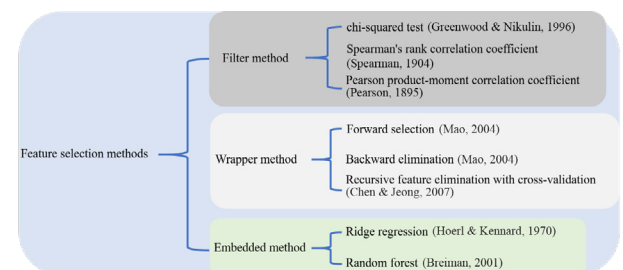 chi-squared test (Greenwood & Nikulin, 1996)
Filter method
Spearman's rank correlation coefficient
(Spearman, 1904)
Pearson product-moment correlation coefficient
(Pearson, 1895)
Forward selection (Mao, 2004)
Feature selection methods
Wrapper method
Backward elimination (Mao, 2004)
Recursive feature elimination with cross-validation
(Chen & Jeong, 2007)
Embedded method
Ridge regression (Hoerl & Kennard, 1970)
Random forest (Breiman, 2001)